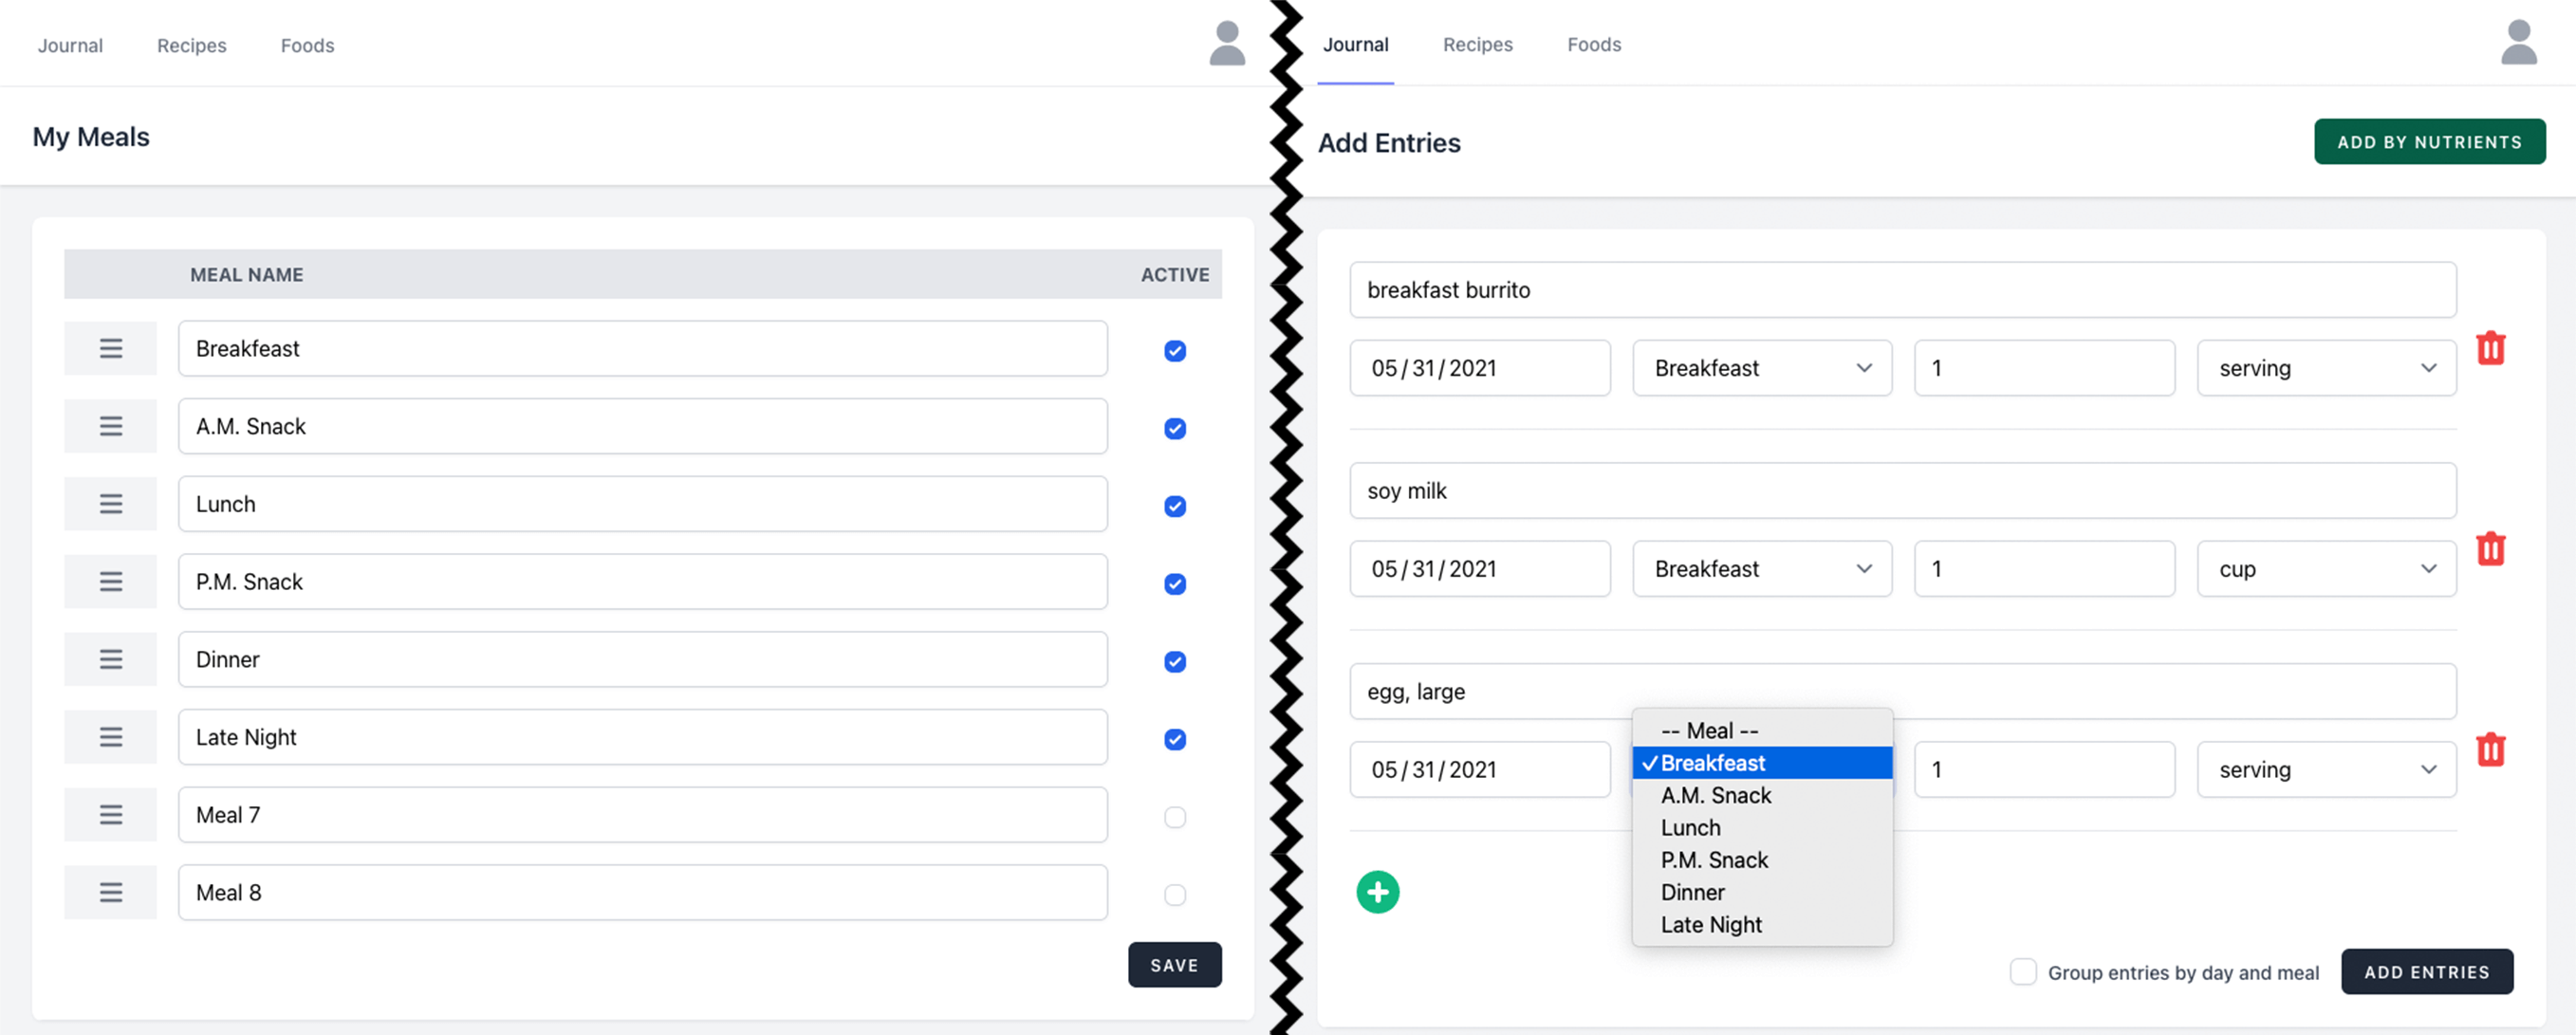 Journal Recipes Foods
My Meals
MEAL NAME ACTIVE
Breakfeast
A.M. Snack
Lunch
P.M. Snack
Dinner
Late Night
Meal 7
Meal 8
SAVE
Journal Recipes Foods
Add Entries ADD BY NUTRIENTS
breakfast burrito
05/31/2021 Breakfeast 1 serving
soy milk
05/31/2021 Breakfeast 1 cup
egg, large
05/31/2021 1 serving
-- Meal --
✓Breakfeast
A.M. Snack
Lunch
P.M. Snack
Dinner
Late Night
Group entries by day and meal ADD ENTRIES